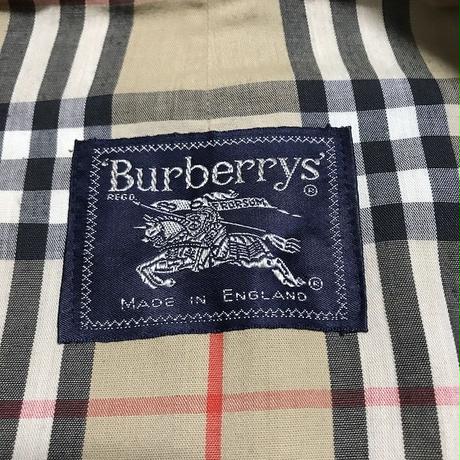 'Burberrys'
REGD. ®
PRORSUM
®
MADE IN ENGLAND